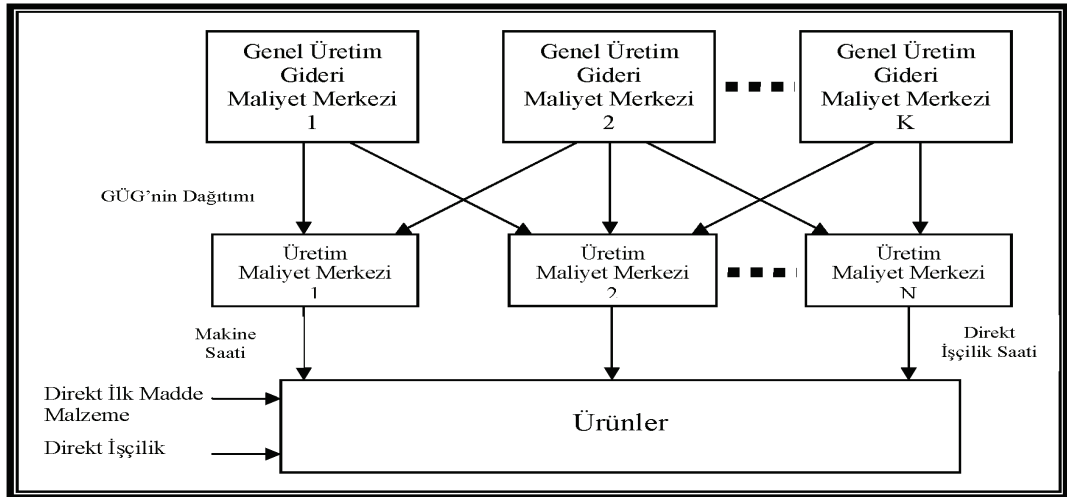 Genel Üretim
Gideri
Maliyet Merkezi
1
Genel Üretim
Gideri
Maliyet Merkezi
2
Genel Üretim
Gideri
Maliyet Merkezi
K
GÜG’nin Dağıtımı
Üretim
Maliyet Merkezi
1
Üretim
Maliyet Merkezi
2
Üretim
Maliyet Merkezi
N
Makine
Saati
Direkt
İşçilik Saati
Direkt İlk Madde
Malzeme
Direkt İşçilik
Ürünler